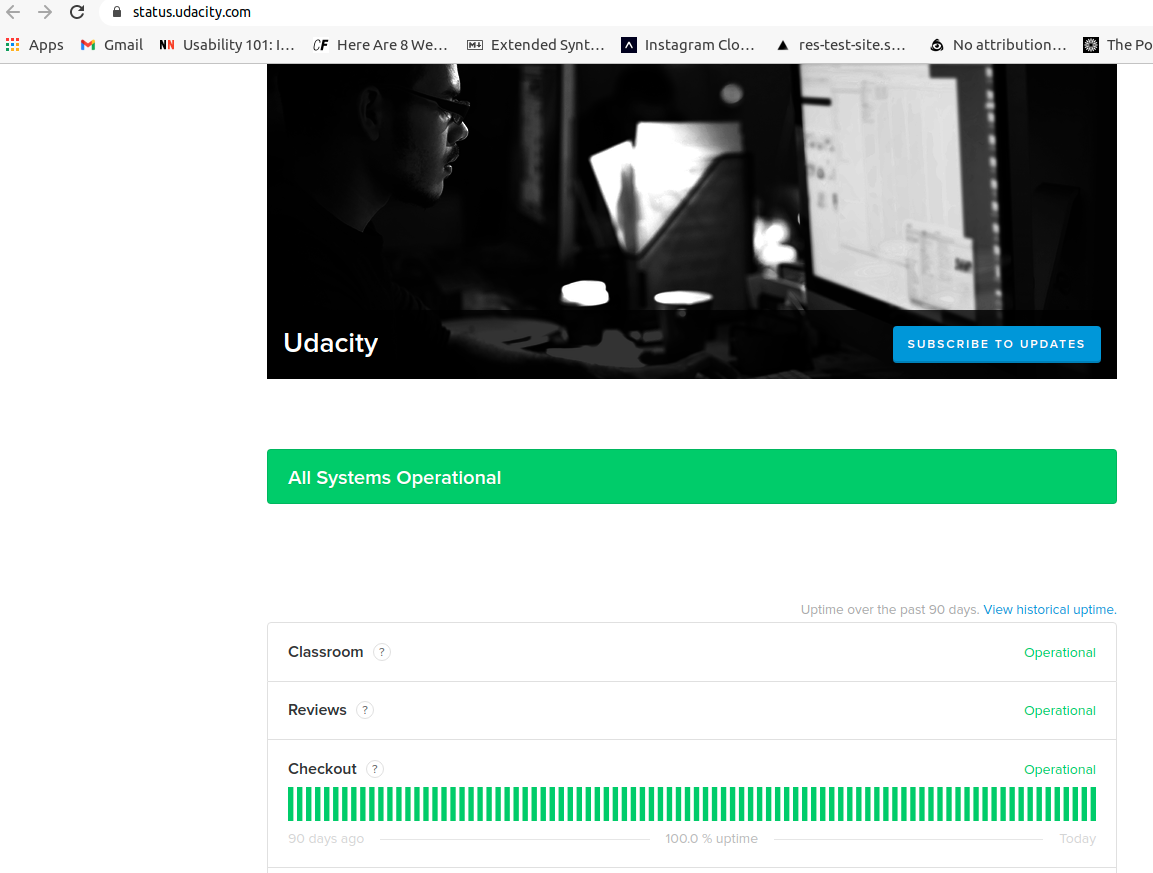 status.udacity.com
Apps Gmail Usability 101: I... Here Are 8 We... Extended Synt... Instagram Clo... res-test-site.s... No attribution... The Po
Udacity
SUBSCRIBE TO UPDATES
All Systems Operational
Uptime over the past 90 days. View historical uptime.
Classroom ? Operational
Reviews ? Operational
Checkout ? Operational
90 days ago 100.0 % uptime Today